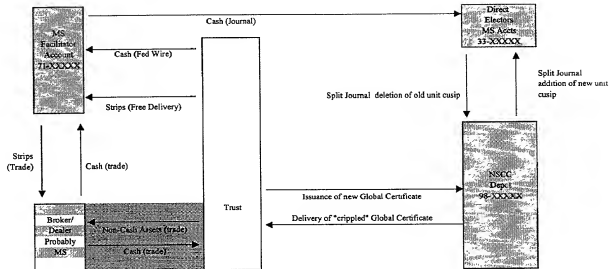 Cash (Journal)
MS
Facilitator
Account
71-XXXXX
Direct
Electors
MS Accts
33-XXXXX
Cash (Fed Wire)
Strips (Free Delivery)
Split Journal deletion of old unit cusip
Split Journal
addition of new unit
cusip
Strips
(Trade)
Cash (trade)
Trust
NSCC
Depot
98-XXXXX
Issuance of new Global Certificate
Delivery of "crippled" Global Certificate
Broker/
Dealer
Probably
MS
Non-Cash Assets (trade)
Cash (trade)